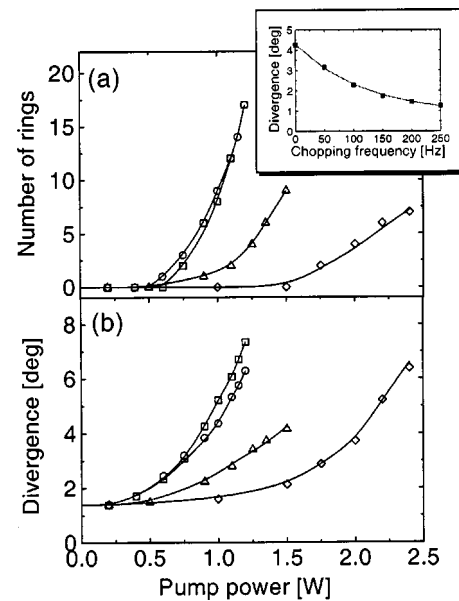 (a)
Number of rings
20
15
10
5
0
Divergence [deg]
5
4
3
2
1
0
0 50 100 150 200 250
Chopping frequency [Hz]
(b)
Divergence [deg]
8
6
4
2
0
0.0 0.5 1.0 1.5 2.0 2.5
Pump power [W]